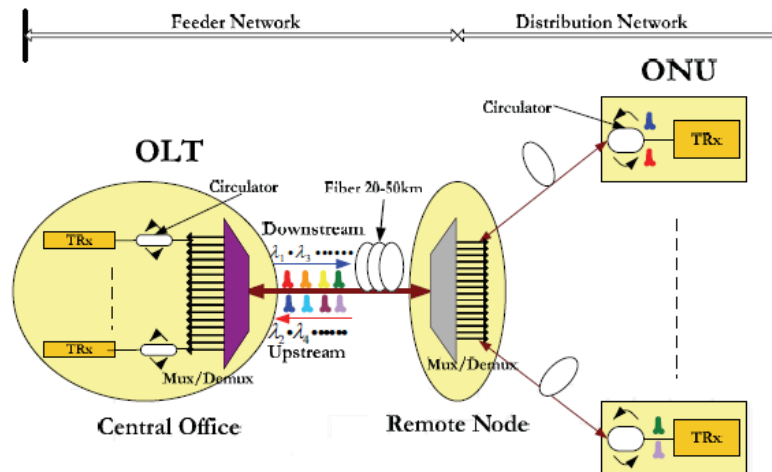 Feeder Network
Distribution Network
ONU
Circulator
TRx
OLT
Circulator
Fiber 20-50km
Downstream
TRx
λ₁•λ₃•••••••
λ₂•λ₄•••••••
Upstream
TRx
Mux/Demux
Mux/Demux
Central Office
Remote Node
TRx